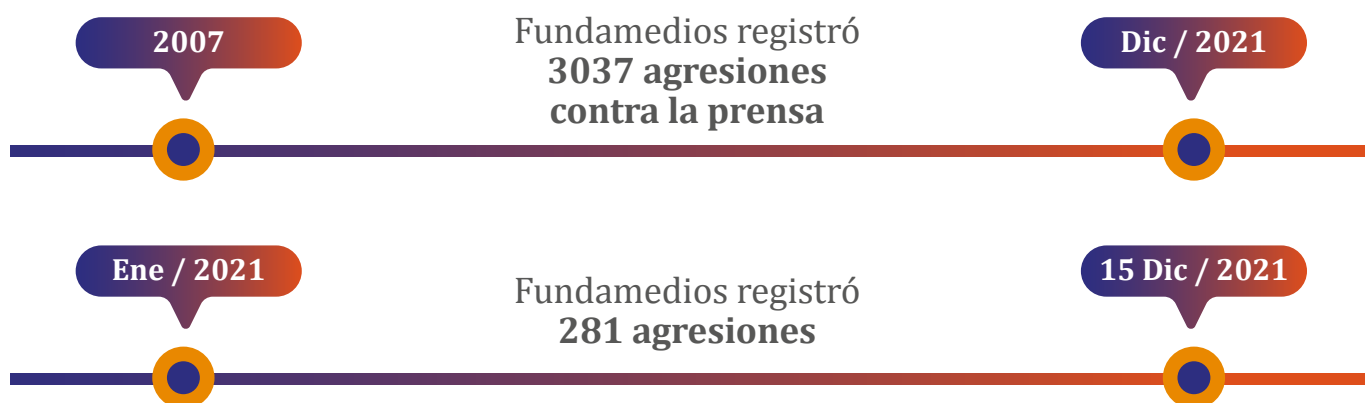 2007
Fundamedios registró
3037 agresiones
contra la prensa
Dic / 2021
Ene / 2021
Fundamedios registró
281 agresiones
15 Dic / 2021